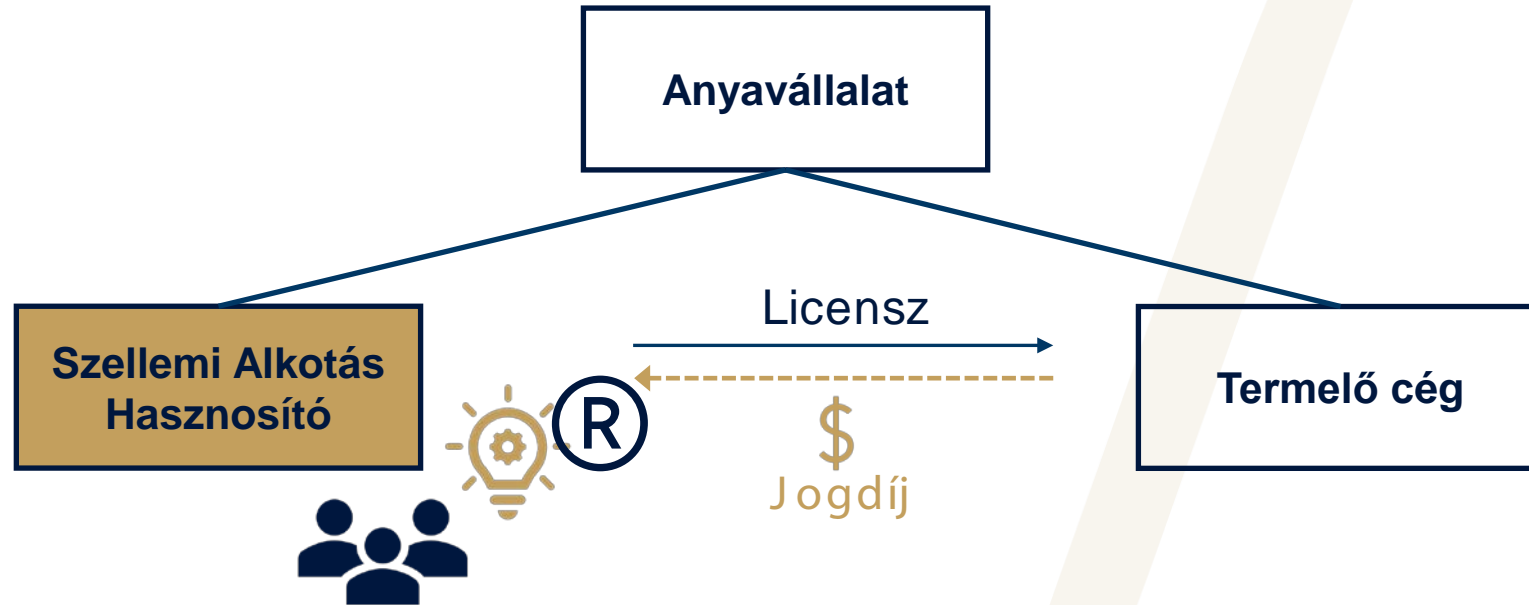 Anyavállalat
Licensz
Szellemi Alkotás
Hasznosító
Termelő cég
®
$
Jogdíj